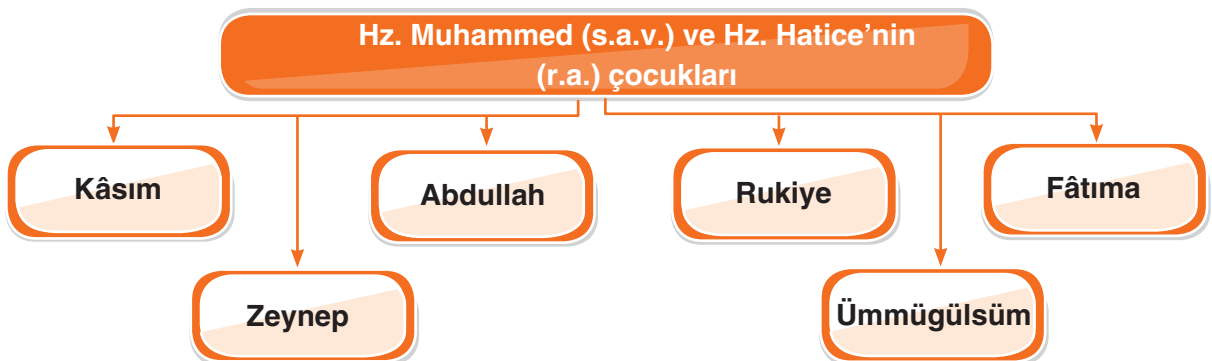 Hz. Muhammed (s.a.v.) ve Hz. Hatice’nin
(r.a.) çocukları
Kâsım
Abdullah
Rukiye
Fâtıma
Zeynep
Ümmügülsüm